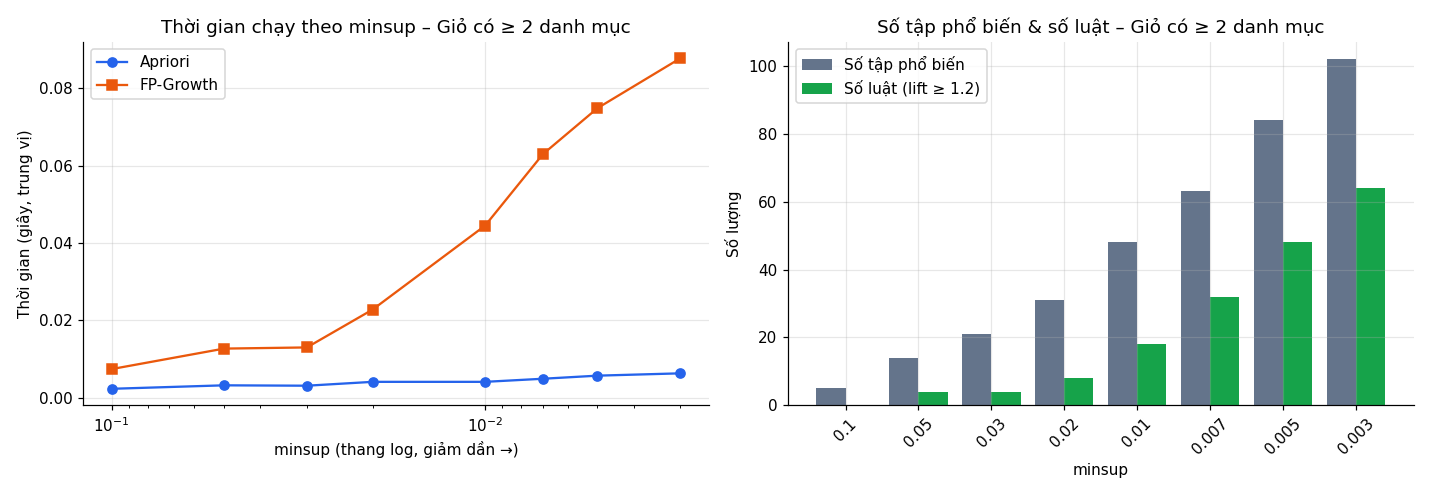 Thời gian chạy theo minsup – Giỏ có ≥ 2 danh mục
Apriori
FP-Growth
Thời gian (giây, trung vị)
0.08
0.06
0.04
0.02
0.00
10⁻¹
10⁻²
minsup (thang log, giảm dần →)
Số tập phổ biến & số luật – Giỏ có ≥ 2 danh mục
Số tập phổ biến
Số luật (lift ≥ 1.2)
Số lượng
100
80
60
40
20
0
0.1
0.05
0.03
0.02
0.01
0.007
0.005
0.003
minsup